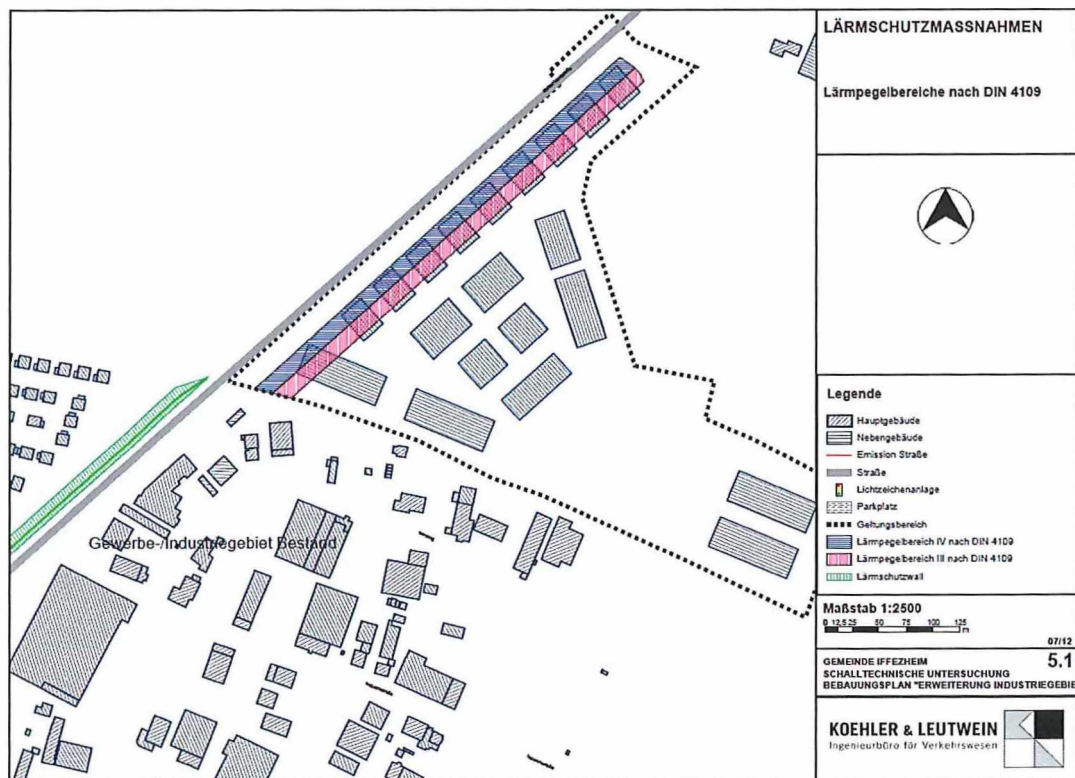 LÄRMSCHUTZMASSNAHMEN
Lärmpegelbereiche nach DIN 4109
Gewerbe-/Industriegebiet Bestand
Legende
Hauptgebäude
Nebengebäude
Emission Straße
Straße
Lichtzeichenanlage
Parkplatz
Geltungsbereich
Lärmpegelbereich IV nach DIN 4109
Lärmpegelbereich III nach DIN 4109
Lärmschutzwall
Maßstab 1:2500
0 12,5 25 50 75 100 125
m
07/12
GEMEINDE IFFEZHEIM
5.1
SCHALLTECHNISCHE UNTERSUCHUNG
BEBAUUNGSPLAN "ERWEITERUNG INDUSTRIEGEBIE
KOEHLER & LEUTWEIN
Ingenieurbüro für Verkehrswesen